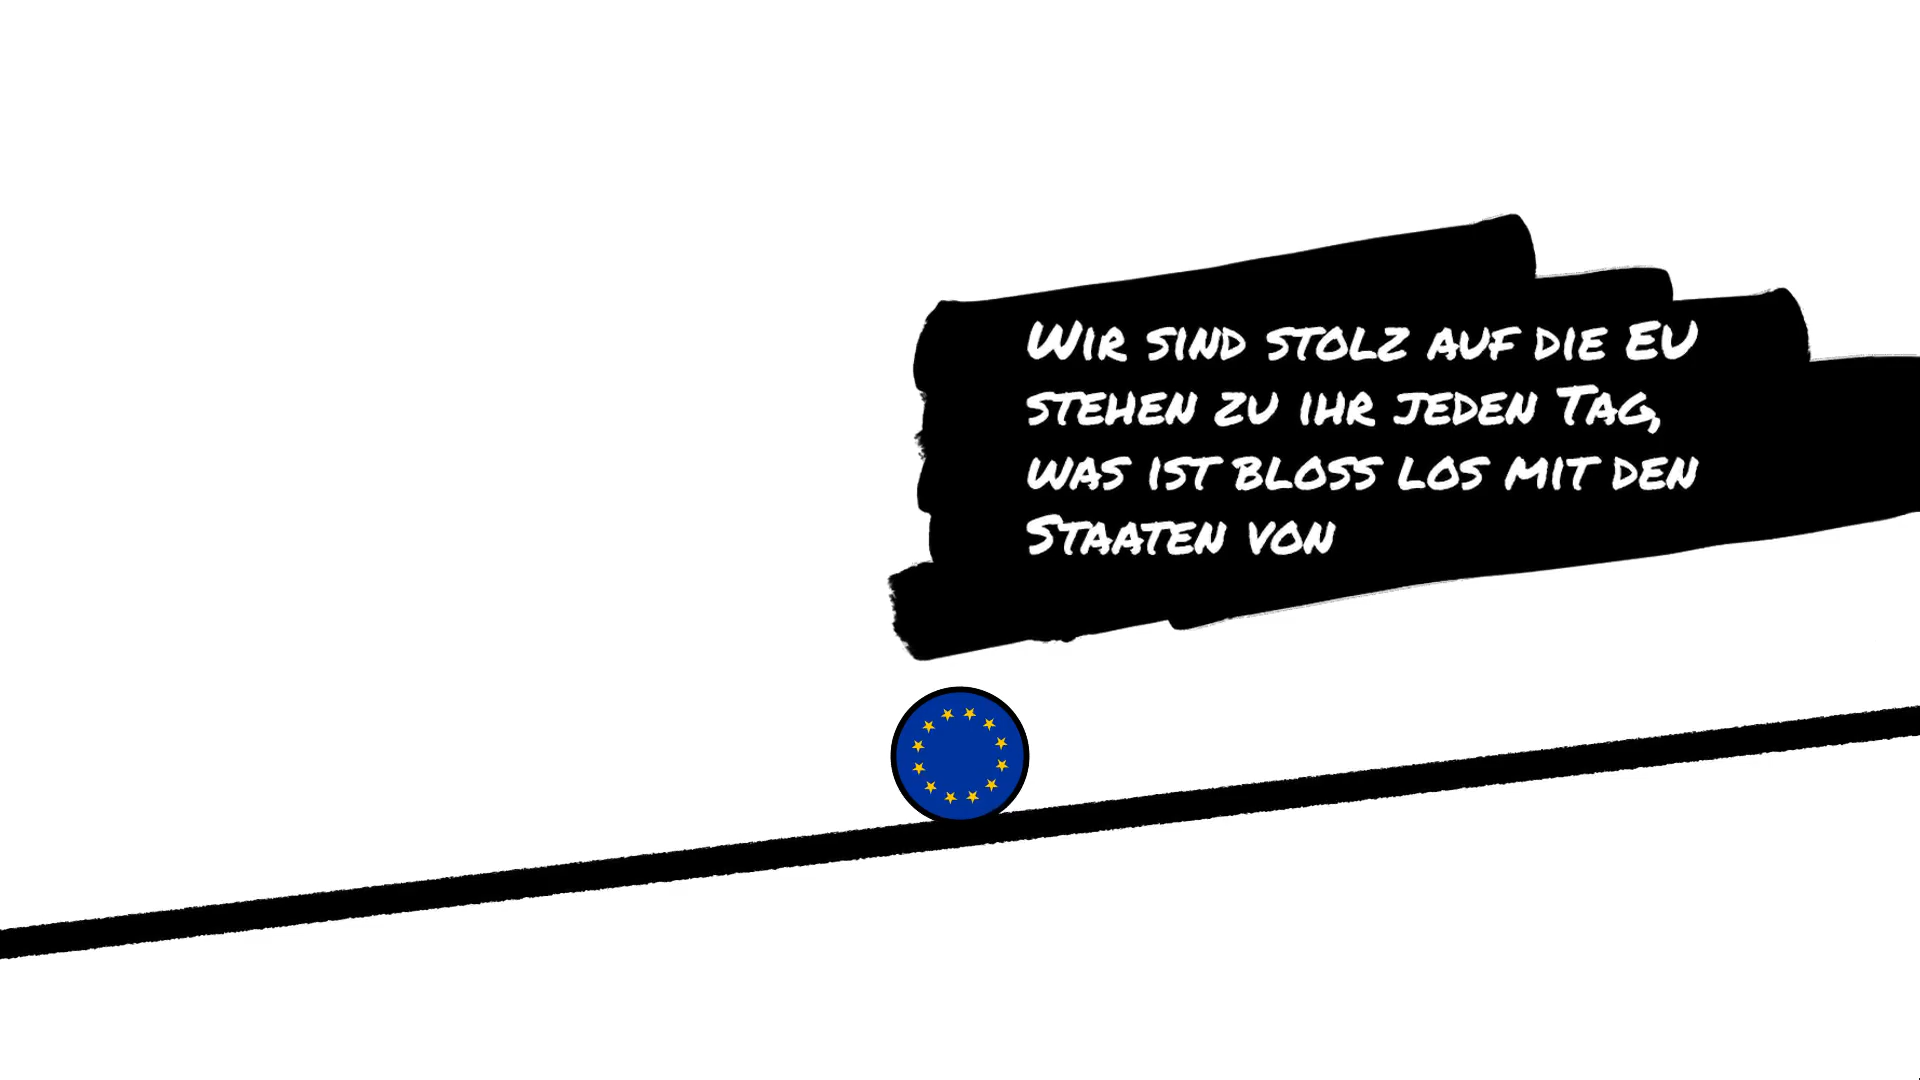 Wir sind stolz auf die EU
stehen zu ihr jeden Tag,
was ist bloss los mit den
Staaten von